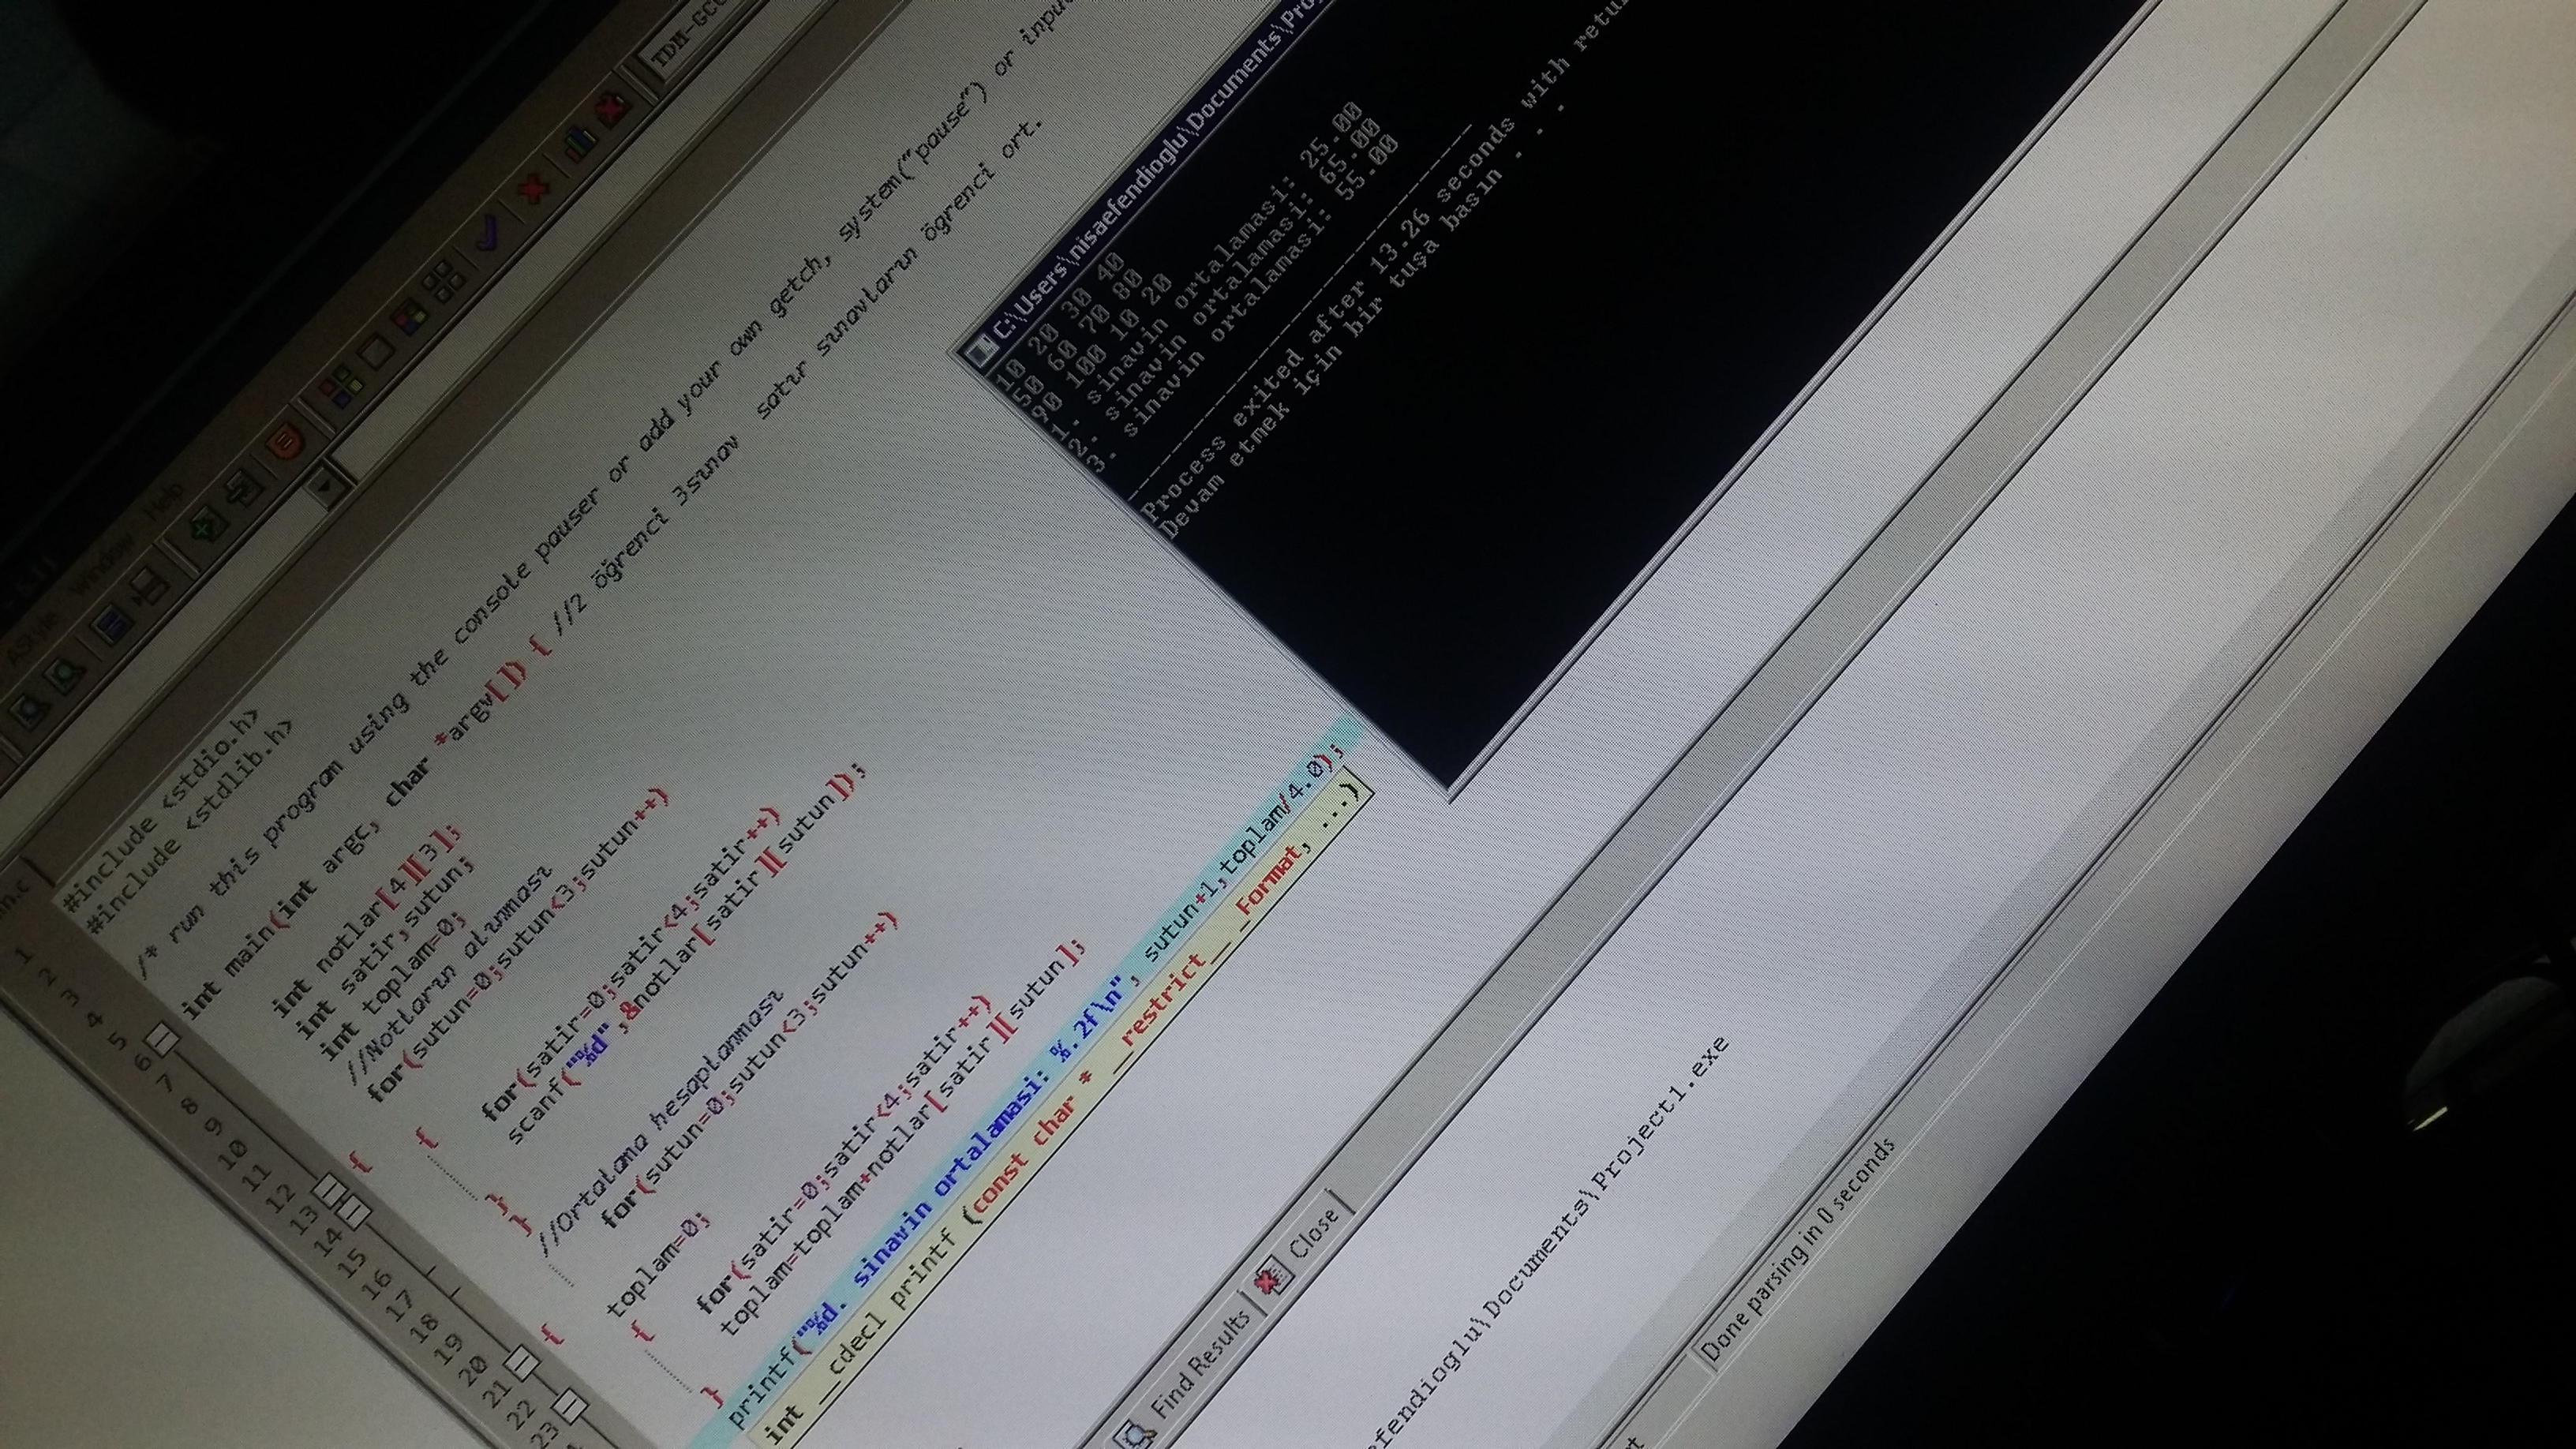 AStyle Window Help
TDM-GCC
in.c
1
2
3
4
5
6
7
8
9
10
11
12
13
14
15
16
17
18
19
20
21
22
23
#include <stdio.h>
#include <stdlib.h>
/* run this program using the console pauser or add your own getch, system("pause") or input
int main(int argc, char *argv[]) { //2 öğrenci 3sınav satır sınavların ögrenci ort.
int notlar[4][3];
int satir,sutun;
int toplam=0;
//Notların alınması
for(sutun=0;sutun<3;sutun++)
{
for(satir=0;satir<4;satir++)
{ scanf("%d",&notlar[satir][sutun]);
}
}
//Ortalama hesaplanması
for(sutun=0;sutun<3;sutun++)
{
toplam=0;
for(satir=0;satir<4;satir++)
{ toplam=toplam+notlar[satir][sutun];
}
printf("%d. sinavin ortalamasi: %.2f\n", sutun+1,toplam/4.0);
int __cdecl printf (const char * __restrict__ _Format, ...)
C:\Users\nisaefendioglu\Documents\Pro
10 20 30 40
50 60 70 80
90 100 10 20
1. sinavin ortalamasi: 25.00
2. sinavin ortalamasi: 65.00
3. sinavin ortalamasi: 55.00
--------------------------------
Process exited after 13.26 seconds with retu
Devam etmek için bir tuşa basın . . .
Find Results
Close
efendioglu\Documents\Project1.exe
Done parsing in 0 seconds